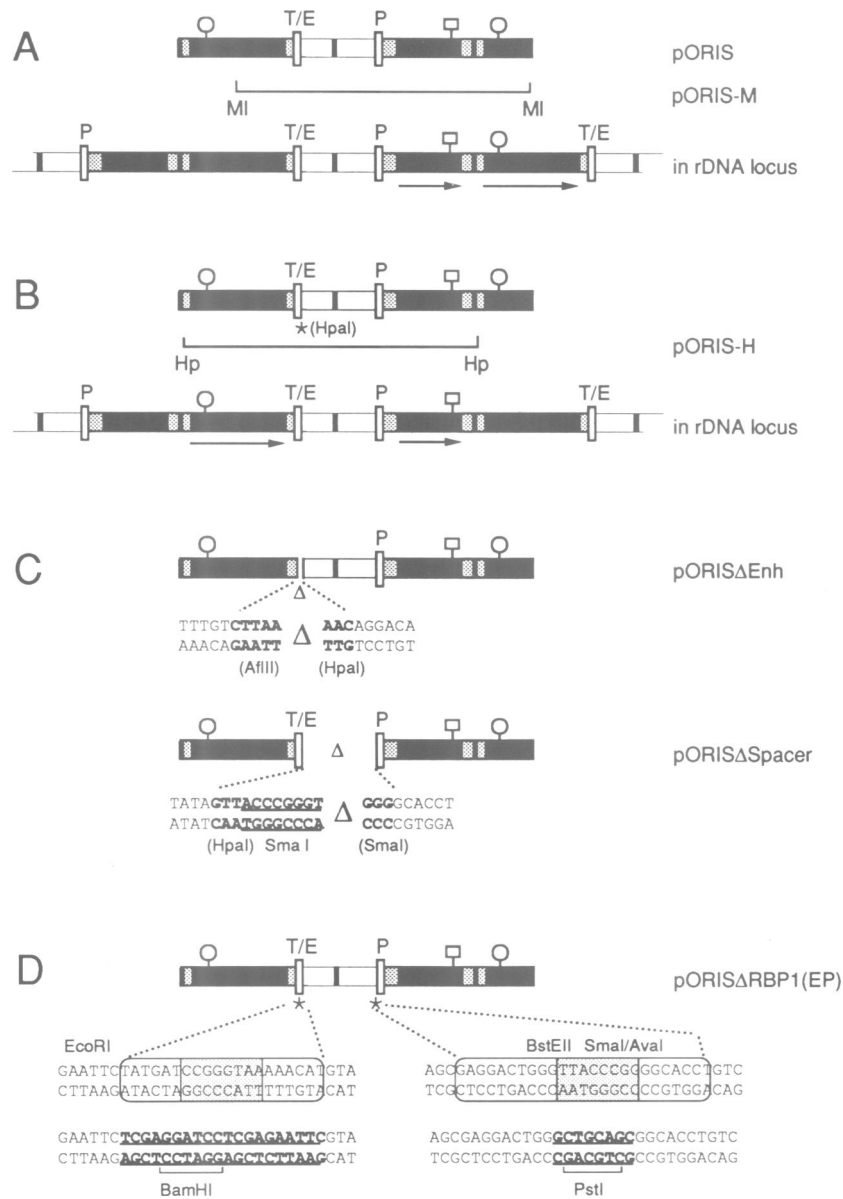 A
T/E P
pORIS
MI MI
pORIS-M
P T/E P T/E
in rDNA locus
B
T/E P
*(HpaI)
Hp Hp
pORIS-H
P T/E P T/E
in rDNA locus
C
P
pORISΔEnh
Δ
TTTGTCTTAA Δ AACAGGACA
AAACAGAATT TTGTCCTGT
(AflII) (HpaI)
T/E P
Δ
pORISΔSpacer
TATAGTTACCCGGGT Δ GGGGCACCT
ATATCAATGGGCCCA CCCCGTGGA
(HpaI) Sma I (SmaI)
D
T/E P
pORISΔRBP1(EP)
* *
EcoRI BstEII SmaI/AvaI
GAATTCTATGATCCGGGTAAAAACATGTA AGCGAGGACTGGGTTACCCGGGGCACCTGTC
CTTAAGATACTAGGCCCATTTTTGTACAT TCGCTCCTGACCCAATGGGCCCCGTGGACAG
GAATTCTCGAGGATCCTCGAGAATTCGTA AGCGAGGACTGGGCTGCAGCGGCACCTGTC
CTTAAGAGCTCCTAGGAGCTCTTAAGCAT TCGCTCCTGACCCGACGTCGCCGTGGACAG
BamHI PstI